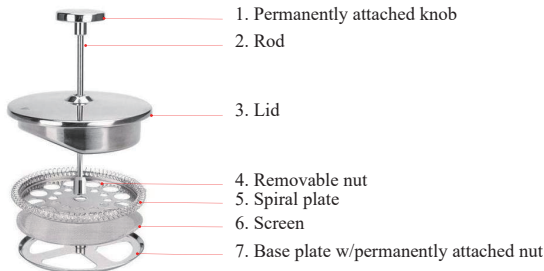 1. Permanently attached knob
2. Rod
3. Lid
4. Removable nut
5. Spiral plate
6. Screen
7. Base plate w/permanently attached nut